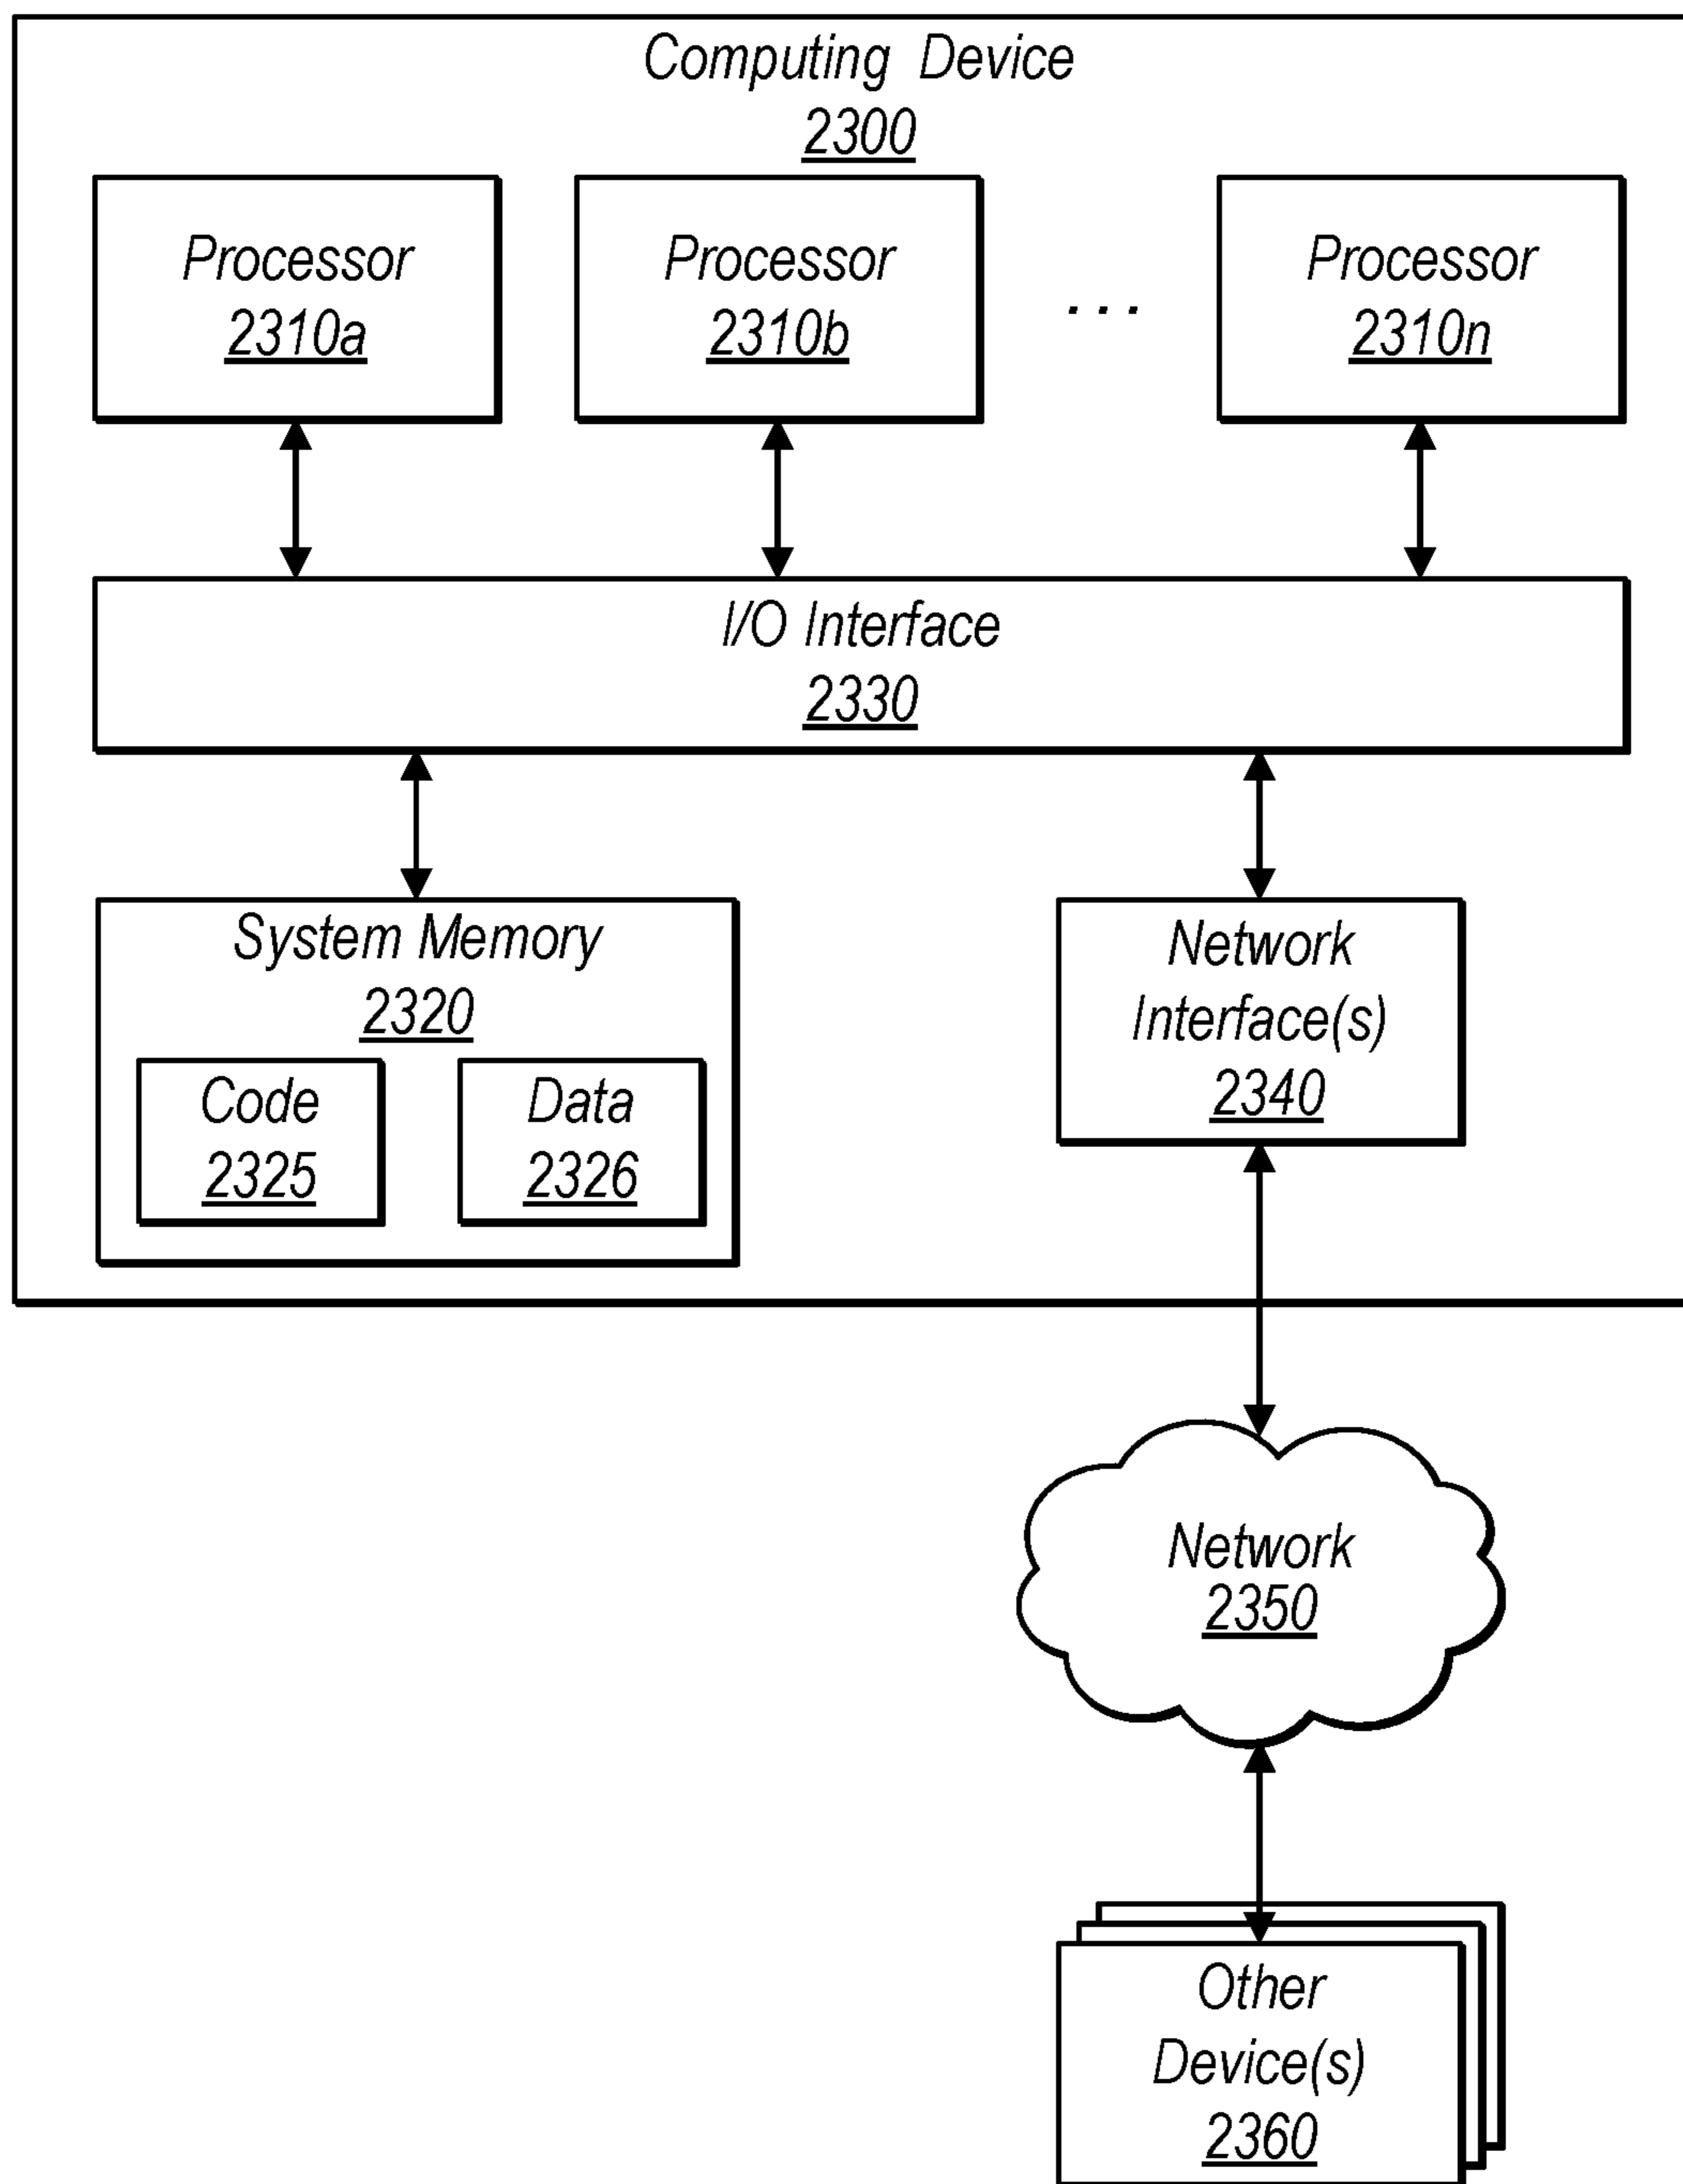 Computing Device
2300
Processor
2310a
Processor
2310b
...
Processor
2310n
I/O Interface
2330
System Memory
2320
Code
2325
Data
2326
Network
Interface(s)
2340
Network
2350
Other
Device(s)
2360